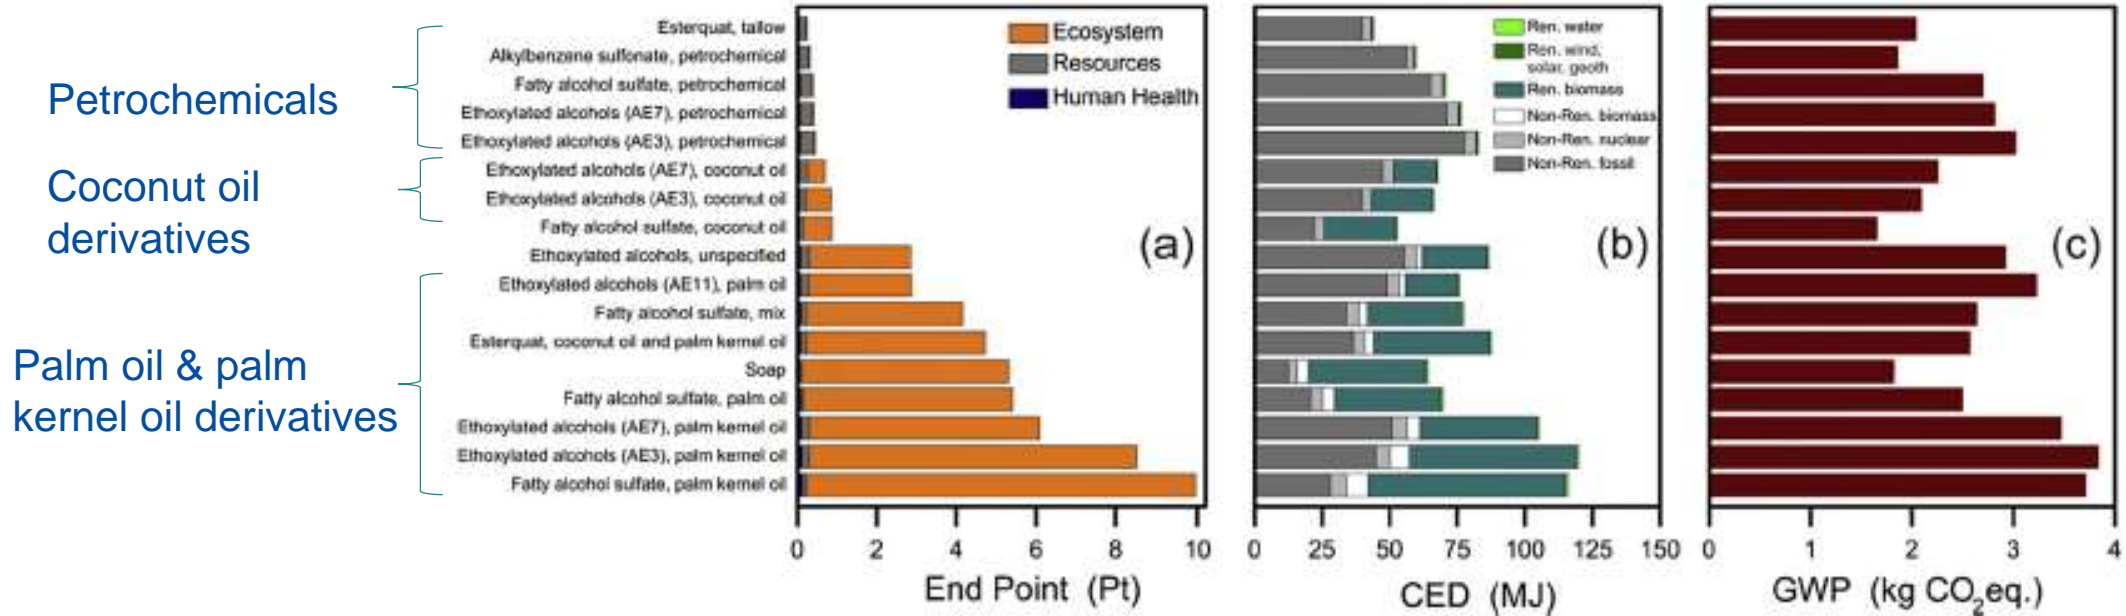 Petrochemicals
Coconut oil
derivatives
Palm oil & palm
kernel oil derivatives
Esterquat, tallow
Alkylbenzene sulfonate, petrochemical
Fatty alcohol sulfate, petrochemical
Ethoxylated alcohols (AE7), petrochemical
Ethoxylated alcohols (AE3), petrochemical
Ethoxylated alcohols (AE7), coconut oil
Ethoxylated alcohols (AE3), coconut oil
Fatty alcohol sulfate, coconut oil
Ethoxylated alcohols, unspecified
Ethoxylated alcohols (AE11), palm oil
Fatty alcohol sulfate, mix
Esterquat, coconut oil and palm kernel oil
Soap
Fatty alcohol sulfate, palm oil
Ethoxylated alcohols (AE7), palm kernel oil
Ethoxylated alcohols (AE3), palm kernel oil
Fatty alcohol sulfate, palm kernel oil
Ecosystem
Resources
Human Health
(a)
0 2 4 6 8 10
End Point (Pt)
Ren. water
Ren. wind,
solar, geoth
Ren. biomass
Non-Ren. biomass
Non-Ren. nuclear
Non-Ren. fossil
(b)
0 25 50 75 100 125 150
CED (MJ)
(c)
0 1 2 3 4
GWP (kg CO₂eq.)